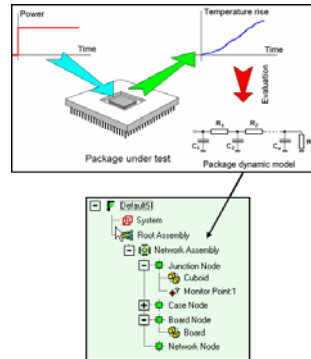 Power
Temperature rise
Time
Time
Evaluation
R₁
R₂
C₁
C₂
Cₙ
Package under test
Package dynamic model
DefaultSI
System
Root Assembly
Network Assembly
Junction Node
Cuboid
Monitor Point:1
Case Node
Board Node
Board
Network Node